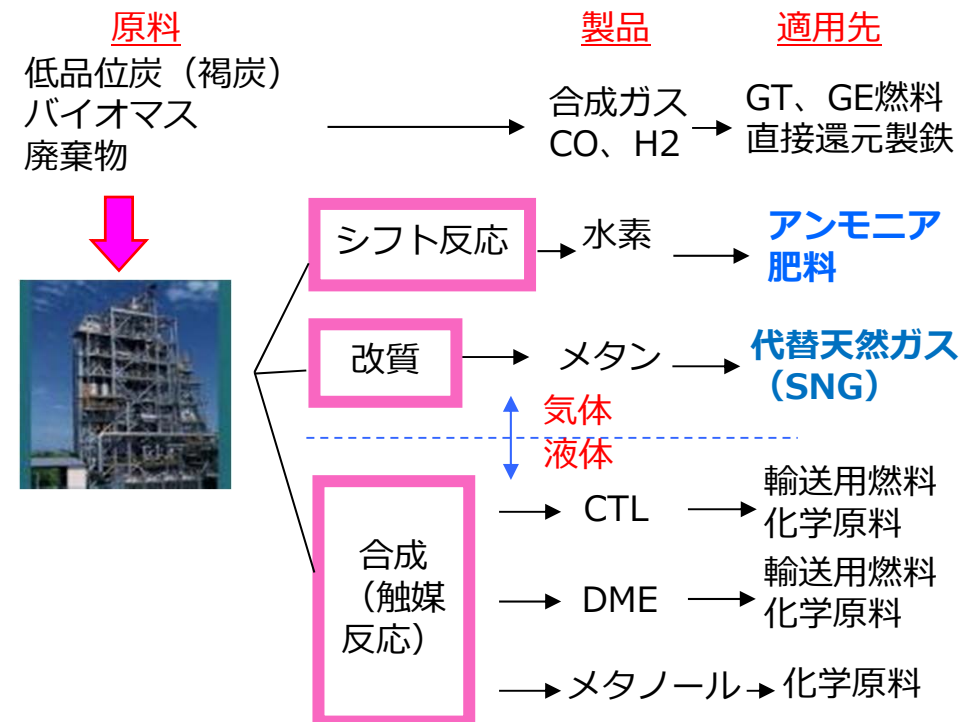 原料
製品
適用先
低品位炭（褐炭）
バイオマス
廃棄物
合成ガス
CO、H2
GT、GE燃料
直接還元製鉄
シフト反応
水素
アンモニア
肥料
改質
メタン
代替天然ガス
（SNG）
気体
液体
合成
（触媒
反応）
CTL
輸送用燃料
化学原料
DME
輸送用燃料
化学原料
メタノール
化学原料